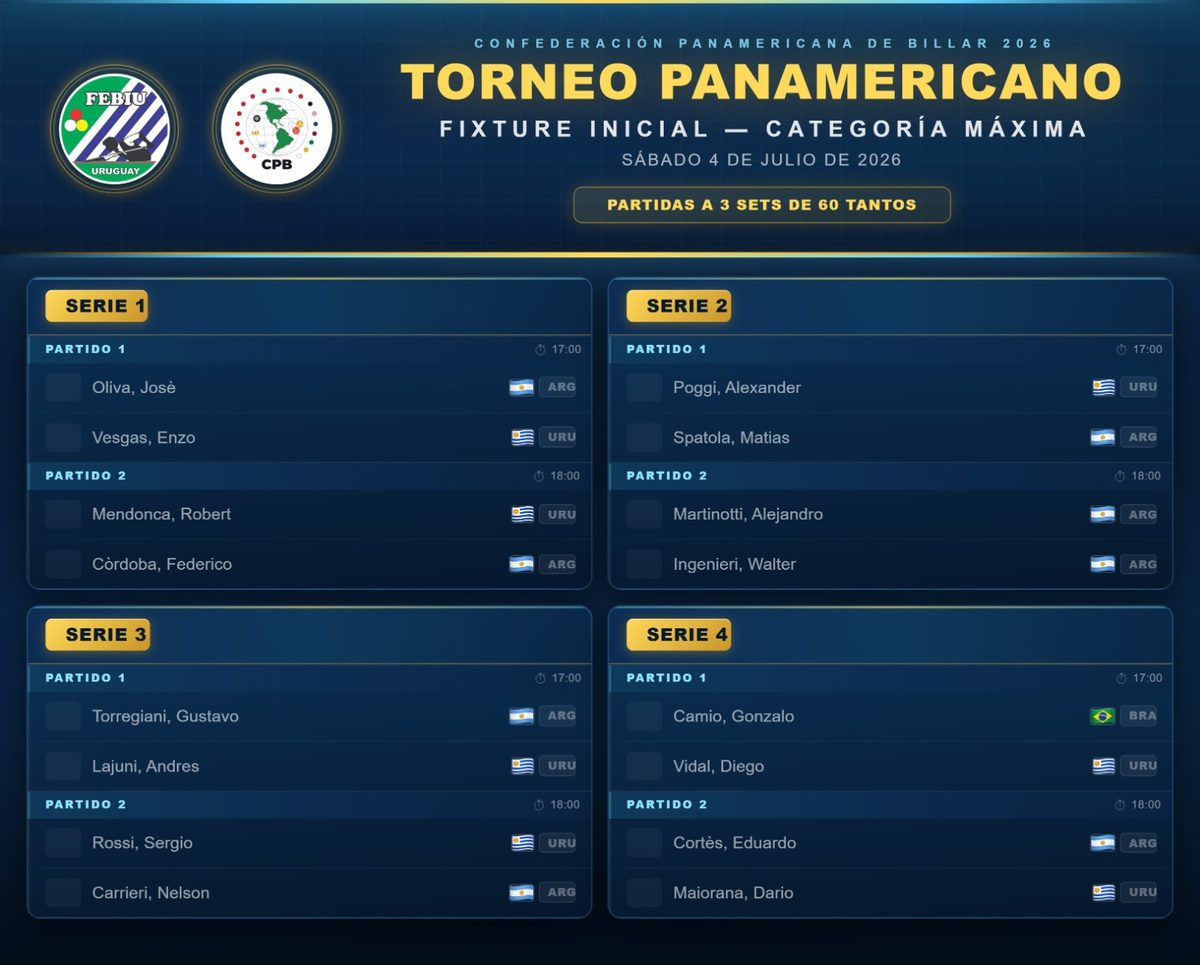 CONFEDERACIÓN PANAMERICANA DE BILLAR 2026
TORNEO PANAMERICANO
FIXTURE INICIAL — CATEGORÍA MÁXIMA
SÁBADO 4 DE JULIO DE 2026
PARTIDAS A 3 SETS DE 60 TANTOS
FEBIU
URUGUAY
CPB
SERIE 1
PARTIDO 1 17:00
Oliva, Josè ARG
Vesgas, Enzo URU
PARTIDO 2 18:00
Mendonca, Robert URU
Còrdoba, Federico ARG
SERIE 2
PARTIDO 1 17:00
Poggi, Alexander URU
Spatola, Matias ARG
PARTIDO 2 18:00
Martinotti, Alejandro ARG
Ingenieri, Walter ARG
SERIE 3
PARTIDO 1 17:00
Torregiani, Gustavo ARG
Lajuni, Andres URU
PARTIDO 2 18:00
Rossi, Sergio URU
Carrieri, Nelson ARG
SERIE 4
PARTIDO 1 17:00
Camio, Gonzalo BRA
Vidal, Diego URU
PARTIDO 2 18:00
Cortès, Eduardo ARG
Maiorana, Dario URU